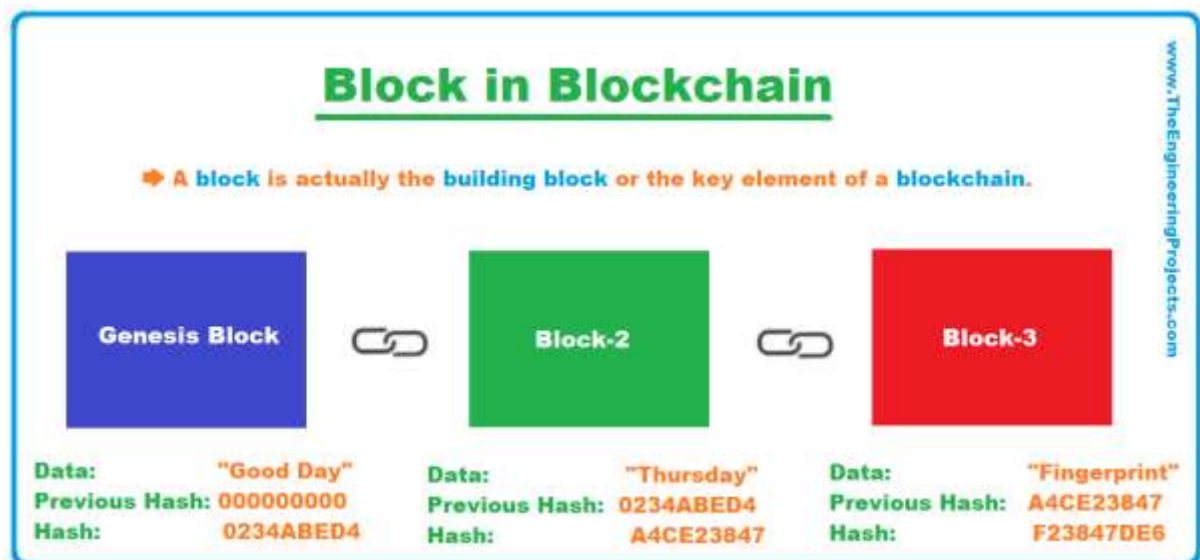 Block in Blockchain
A block is actually the building block or the key element of a blockchain.
Genesis Block
Block-2
Block-3
Data: "Good Day"
Previous Hash: 000000000
Hash: 0234ABED4
Data: "Thursday"
Previous Hash: 0234ABED4
Hash: A4CE23847
Data: "Fingerprint"
Previous Hash: A4CE23847
Hash: F23847DE6
www.TheEngineeringProjects.com